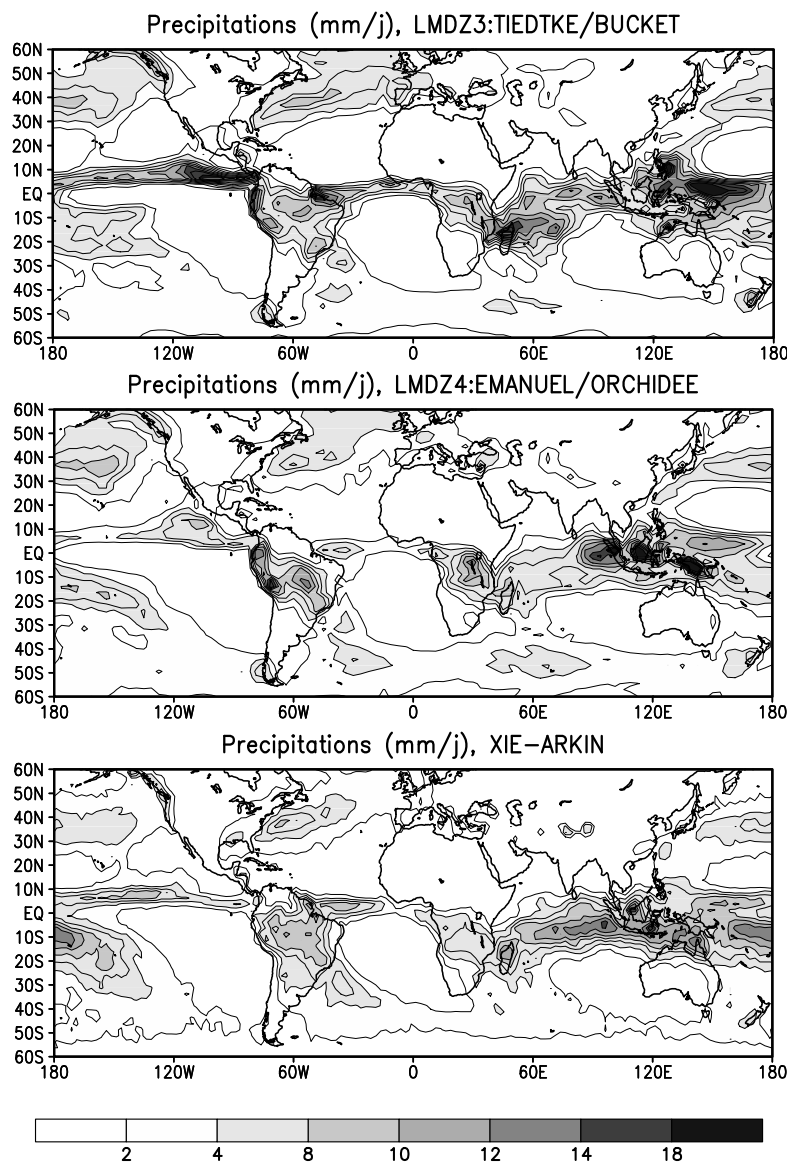 Precipitations (mm/j), LMDZ3:TIEDTKE/BUCKET
60N
50N
40N
30N
20N
10N
EQ
10S
20S
30S
40S
50S
60S
180 120W 60W 0 60E 120E 180
Precipitations (mm/j), LMDZ4:EMANUEL/ORCHIDEE
60N
50N
40N
30N
20N
10N
EQ
10S
20S
30S
40S
50S
60S
180 120W 60W 0 60E 120E 180
Precipitations (mm/j), XIE-ARKIN
60N
50N
40N
30N
20N
10N
EQ
10S
20S
30S
40S
50S
60S
180 120W 60W 0 60E 120E 180
2 4 8 10 12 14 18